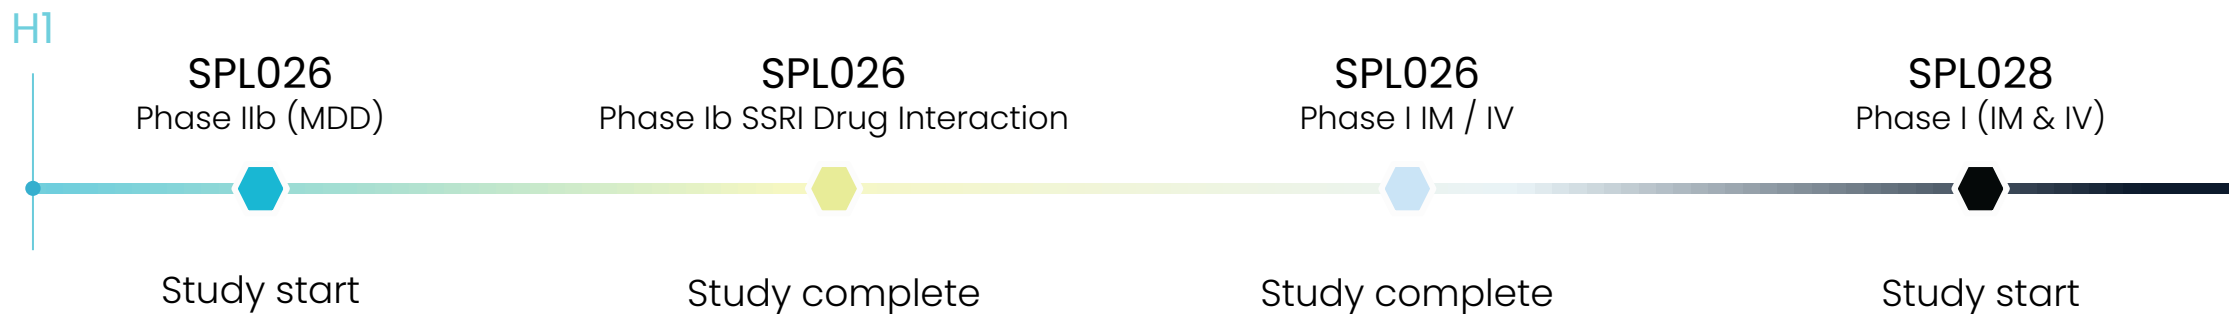 H1
SPL026
Phase IIb (MDD)
Study start
SPL026
Phase Ib SSRI Drug Interaction
Study complete
SPL026
Phase I IM / IV
Study complete
SPL028
Phase I (IM & IV)
Study start